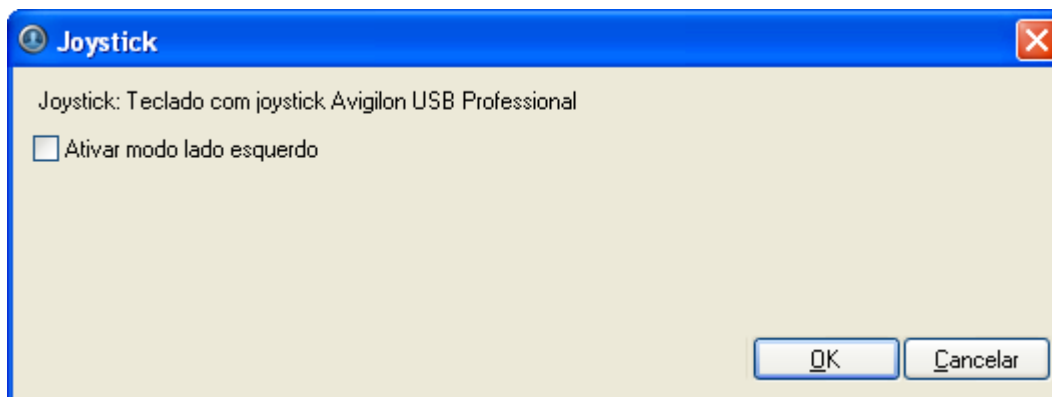 Joystick
Joystick: Teclado com joystick Avigilon USB Professional
Ativar modo lado esquerdo
OK Cancelar